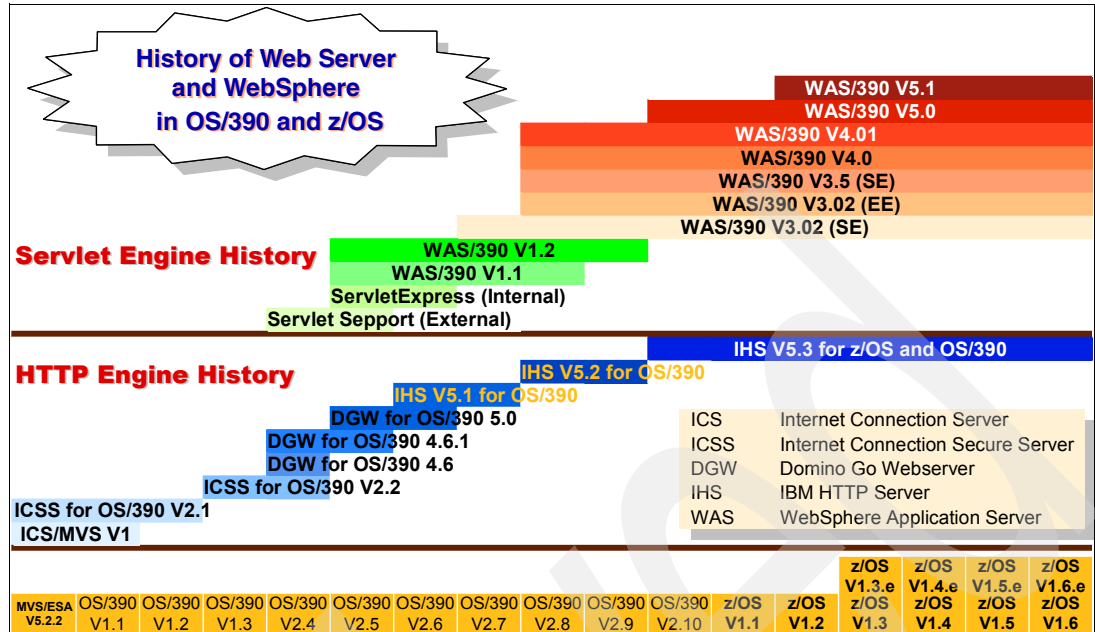 History of Web Server
and WebSphere
in OS/390 and z/OS
WAS/390 V5.1
WAS/390 V5.0
WAS/390 V4.01
WAS/390 V4.0
WAS/390 V3.5 (SE)
WAS/390 V3.02 (EE)
WAS/390 V3.02 (SE)
Servlet Engine History
WAS/390 V1.2
WAS/390 V1.1
ServletExpress (Internal)
Servlet Sepport (External)
IHS V5.3 for z/OS and OS/390
HTTP Engine History
IHS V5.2 for OS/390
IHS V5.1 for OS/390
DGW for OS/390 5.0
DGW for OS/390 4.6.1
DGW for OS/390 4.6
ICSS for OS/390 V2.2
ICSS for OS/390 V2.1
ICS/MVS V1
ICS Internet Connection Server
ICSS Internet Connection Secure Server
DGW Domino Go Webserver
IHS IBM HTTP Server
WAS WebSphere Application Server
z/OS z/OS z/OS z/OS
V1.3.e V1.4.e V1.5.e V1.6.e
MVS/ESA OS/390 OS/390 OS/390 OS/390 OS/390 OS/390 OS/390 OS/390 OS/390 OS/390 z/OS z/OS z/OS z/OS z/OS z/OS
V5.2.2 V1.1 V1.2 V1.3 V2.4 V2.5 V2.6 V2.7 V2.8 V2.9 V2.10 V1.1 V1.2 V1.3 V1.4 V1.5 V1.6